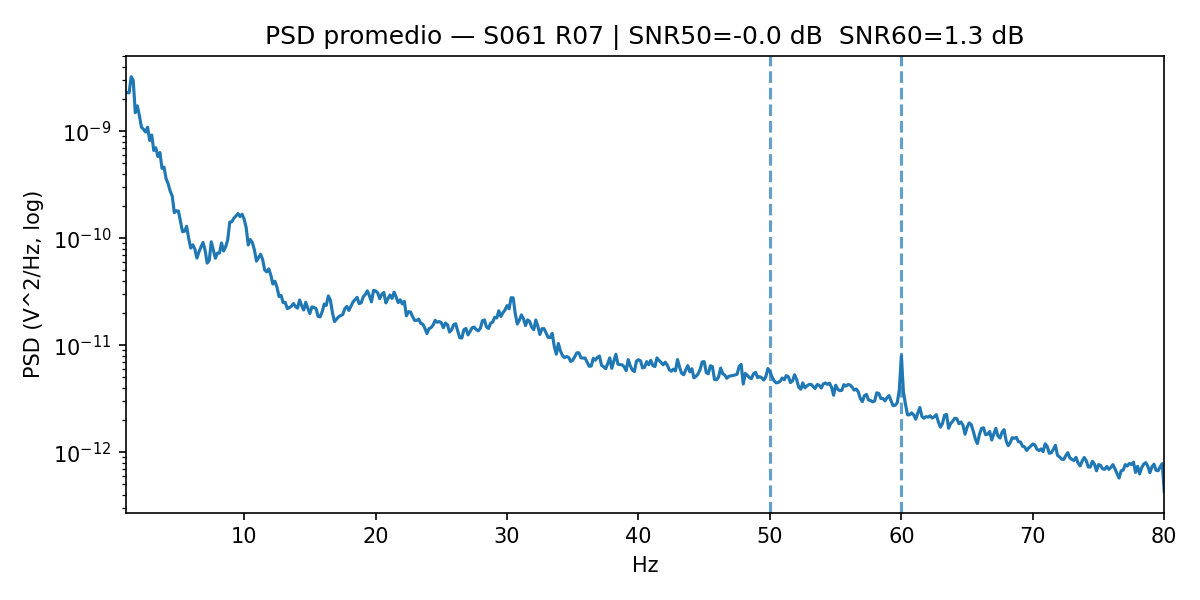 PSD promedio — S061 R07 | SNR50=-0.0 dB  SNR60=1.3 dB
PSD (V^2/Hz, log)
10⁻⁹
10⁻¹⁰
10⁻¹¹
10⁻¹²
10 20 30 40 50 60 70 80
Hz